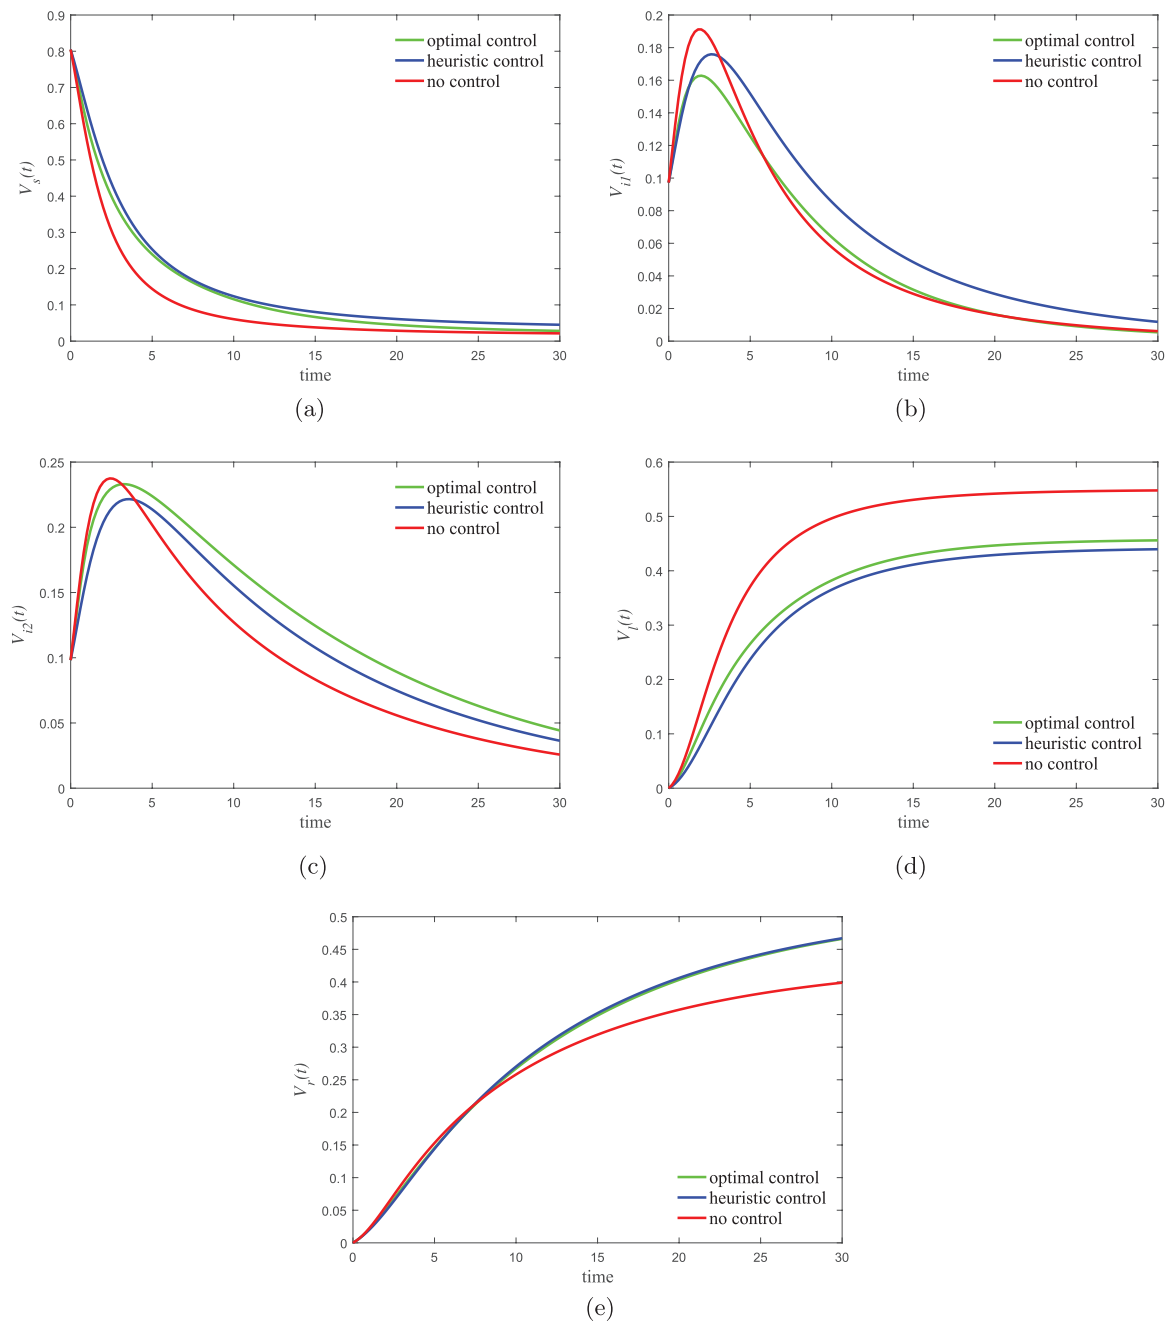 0.9
0.8
0.7
0.6
0.5
0.4
0.3
0.2
0.1
0
V_s(t)
optimal control
heuristic control
no control
0 5 10 15 20 25 30
time
(a)
0.2
0.18
0.16
0.14
0.12
0.1
0.08
0.06
0.04
0.02
0
V_{i1}(t)
optimal control
heuristic control
no control
0 5 10 15 20 25 30
time
(b)
0.25
0.2
0.15
0.1
0.05
0
V_{i2}(t)
optimal control
heuristic control
no control
0 5 10 15 20 25 30
time
(c)
0.6
0.5
0.4
0.3
0.2
0.1
0
V_l(t)
optimal control
heuristic control
no control
0 5 10 15 20 25 30
time
(d)
0.5
0.45
0.4
0.35
0.3
0.25
0.2
0.15
0.1
0.05
0
V_r(t)
optimal control
heuristic control
no control
0 5 10 15 20 25 30
time
(e)